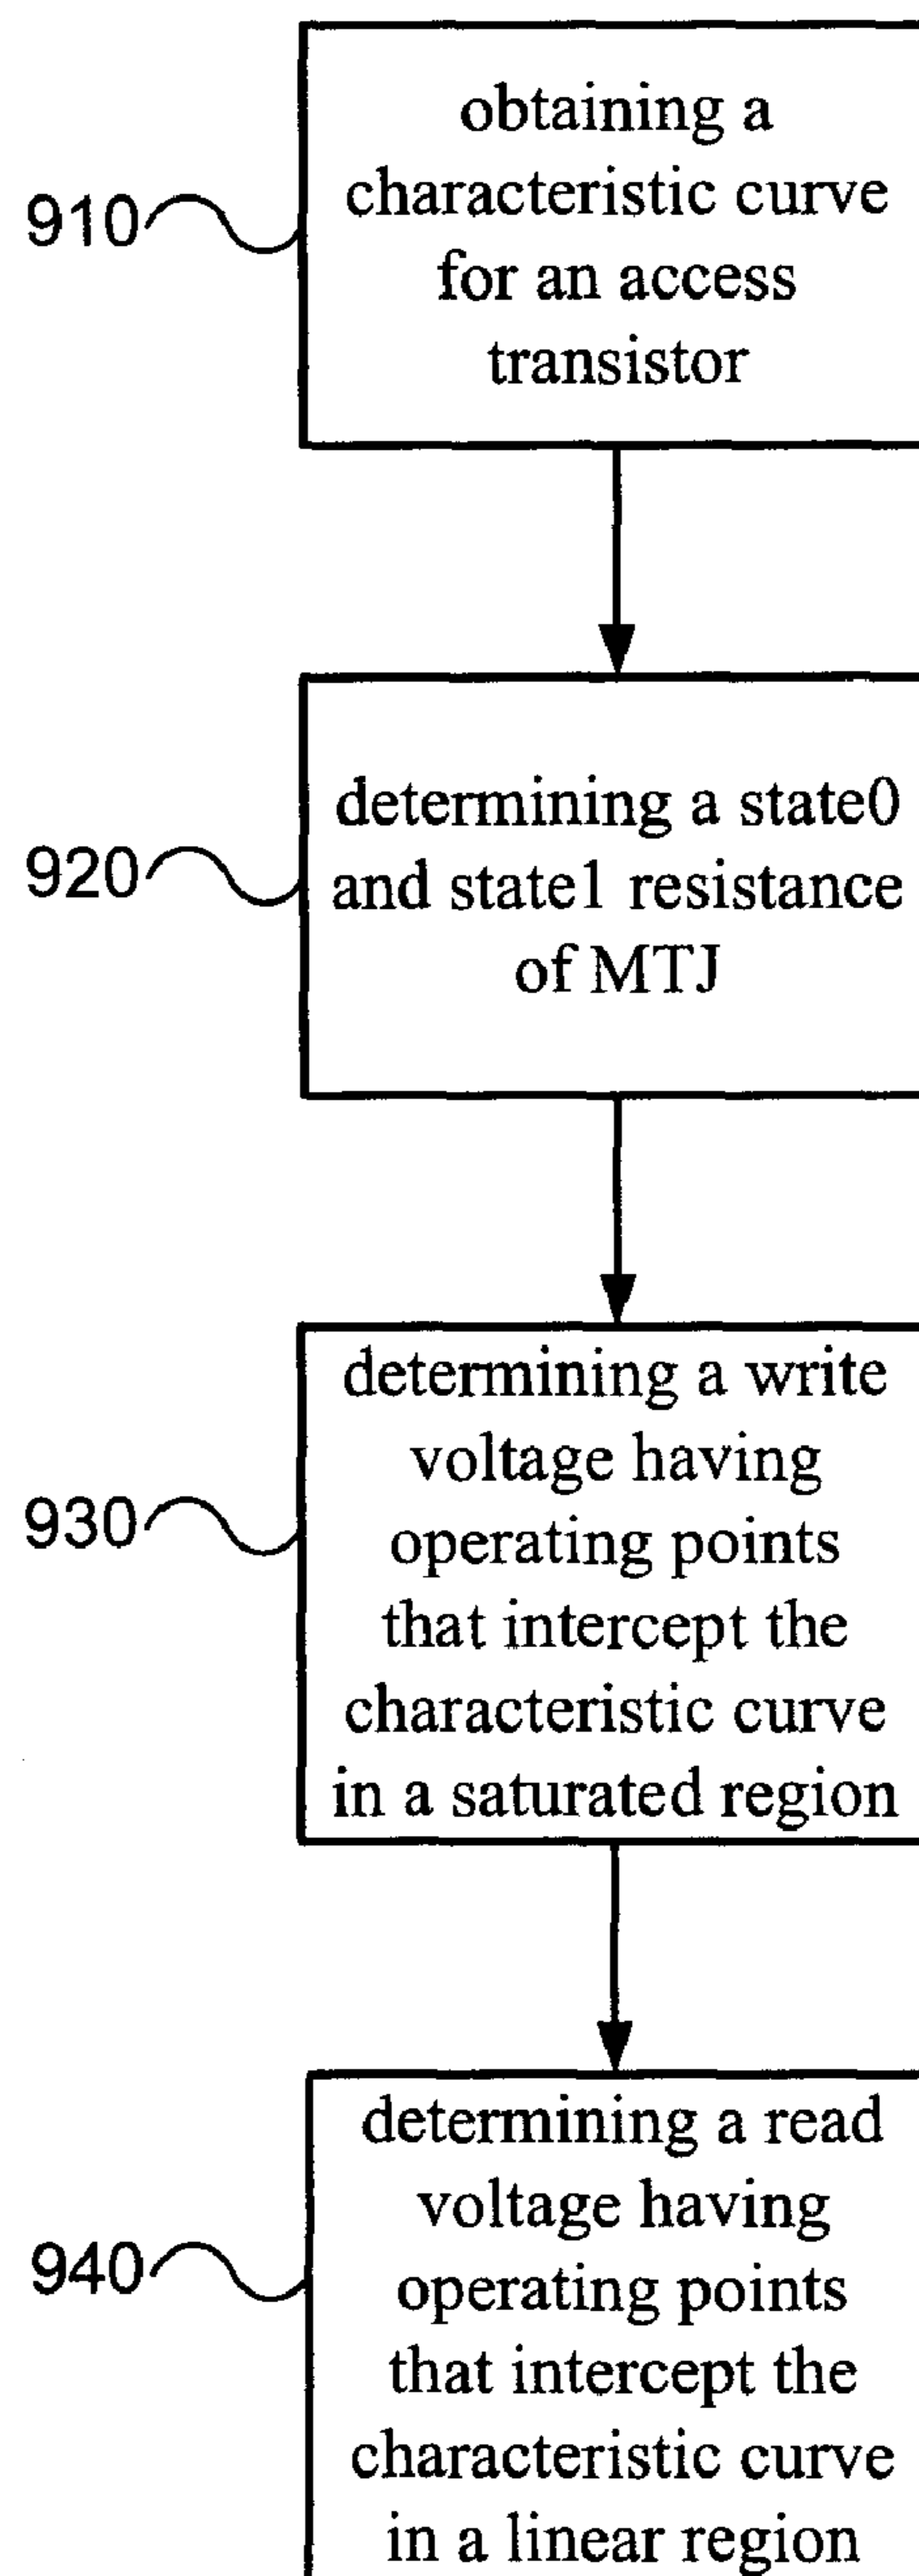 obtaining a
characteristic curve
910
for an access
transistor
determining a state0
920
and state1 resistance
of MTJ
determining a write
voltage having
930
operating points
that intercept the
characteristic curve
in a saturated region
determining a read
voltage having
940
operating points
that intercept the
characteristic curve
in a linear region